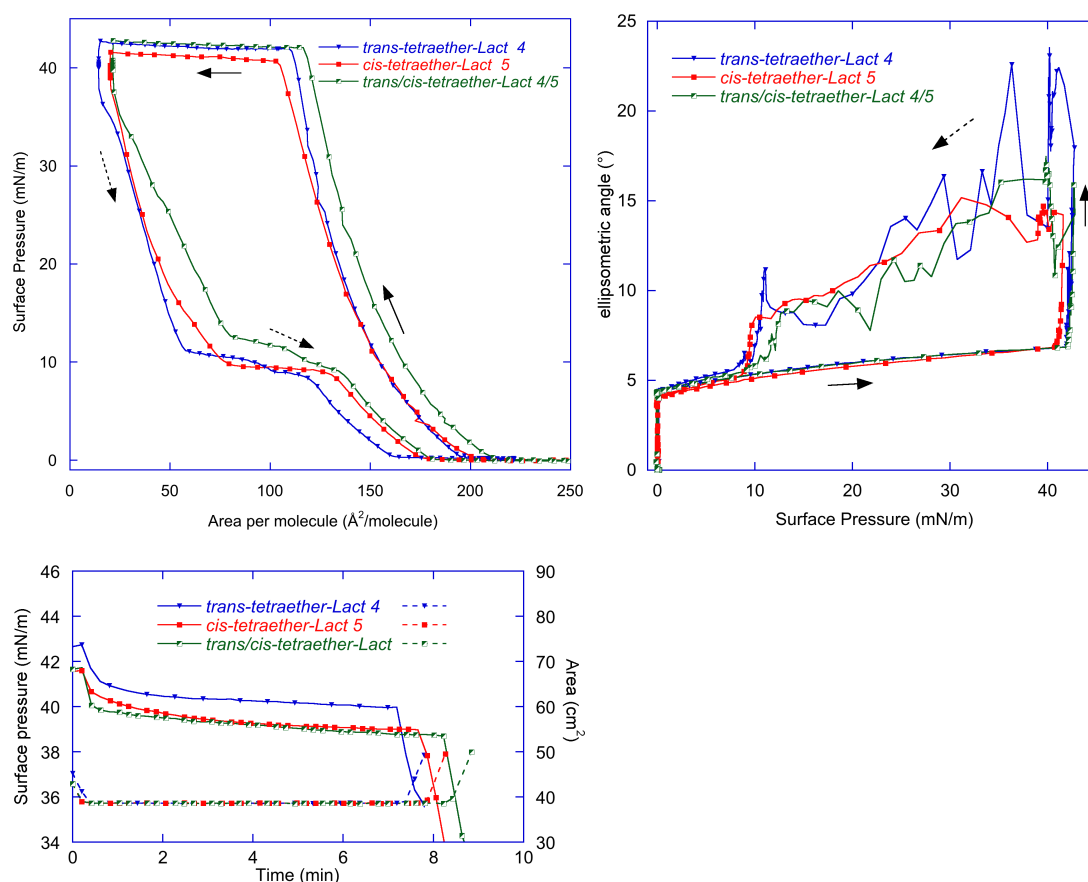 trans-tetraether-Lact 4
cis-tetraether-Lact 5
trans/cis-tetraether-Lact 4/5
Surface Pressure (mN/m)
40
30
20
10
0
0 50 100 150 200 250
Area per molecule (Å²/molecule)
trans-tetraether-Lact 4
cis-tetraether-Lact 5
trans/cis-tetraether-Lact 4/5
ellipsometric angle (°)
25
20
15
10
5
0
0 10 20 30 40
Surface Pressure (mN/m)
trans-tetraether-Lact 4
cis-tetraether-Lact 5
trans/cis-tetraether-Lact
Surface pressure (mN/m)
46
44
42
40
38
36
34
90
80
70
60
50
40
30
Area (cm²)
0 2 4 6 8 10
Time (min)